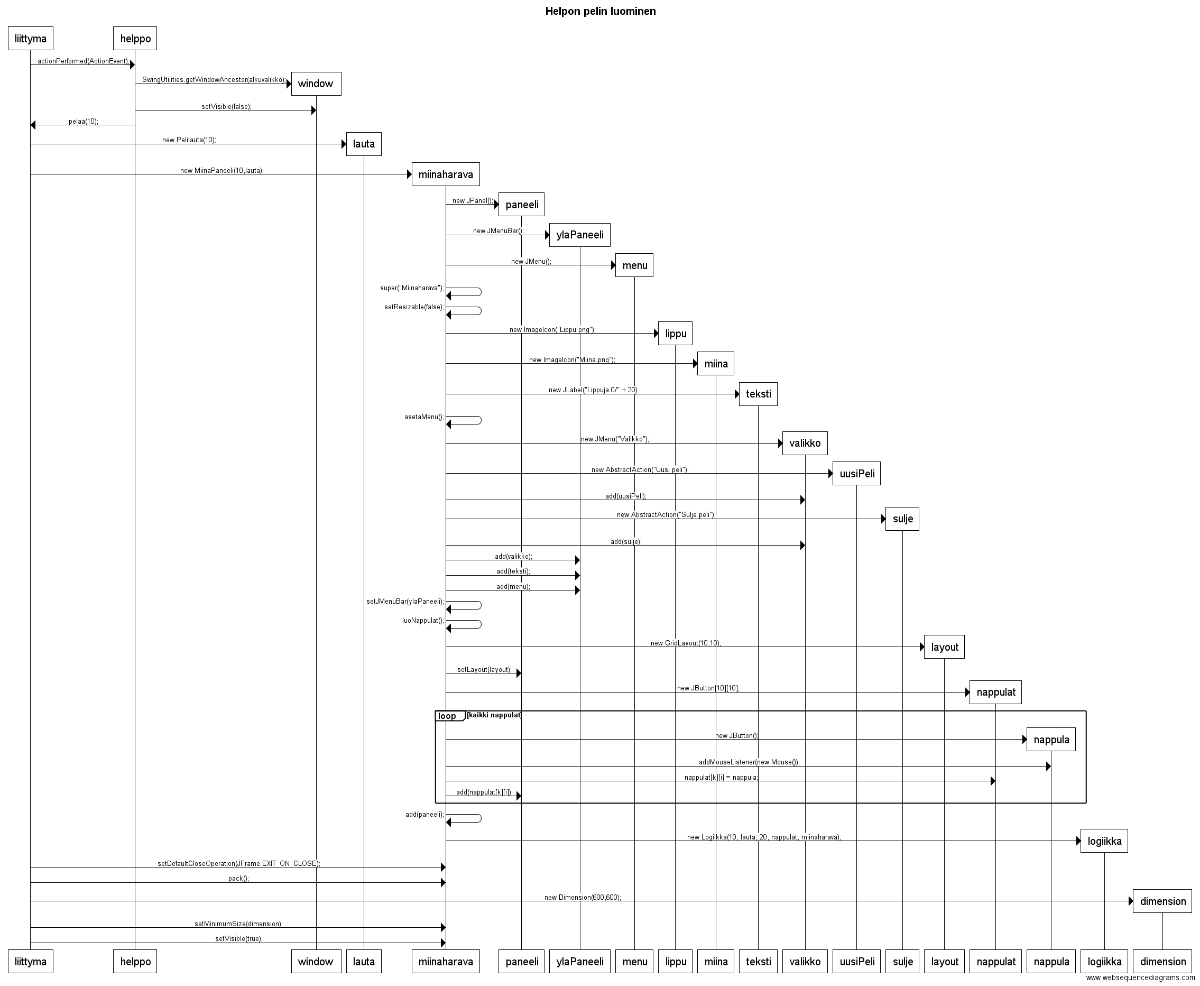 Helpon pelin luominen
liittyma
helppo
actionPerformed(ActionEvent);
SwingUtilities.getWindowAncestor(alkuvalikko);
window
setVisible(false);
pelaa(10);
new Pelilauta(10);
lauta
new MiinaPaneeli(10,lauta)
miinaharava
new JPanel();
paneeli
new JMenuBar();
ylaPaneeli
new JMenu();
menu
super("Miinaharava");
setResizable(false);
new ImageIcon("Lippu.png")
lippu
new ImageIcon("Miina.png");
miina
new JLabel("Lippuja 0/" + 20)
teksti
asetaMenu();
new JMenu("Valikko");
valikko
new AbstractAction("Uusi peli")
uusiPeli
add(uusiPeli);
new AbstractAction("Sulje peli")
sulje
add(sulje)
add(valikko);
add(teksti);
add(menu);
setJMenuBar(ylaPaneeli);
luoNappulat();
new GridLayout(10,10);
layout
setLayout(layout);
new JButton[10][10];
nappulat
loop [kaikki nappulat]
new JButton();
nappula
addMouseListener(new Mouse())
nappulat[k][i] = nappula;
add(nappulat[k][i])
add(paneeli);
new Logiikka(10, lauta, 20, nappulat, miinaharava);
logiikka
setDefaultCloseOperation(JFrame.EXIT_ON_CLOSE);
pack();
new Dimension(600,600);
dimension
setMinimumSize(dimension)
setVisible(true);
liittyma helppo window lauta miinaharava paneeli ylaPaneeli menu lippu miina teksti valikko uusiPeli sulje layout nappulat nappula logiikka dimension
www.websequencediagrams.com